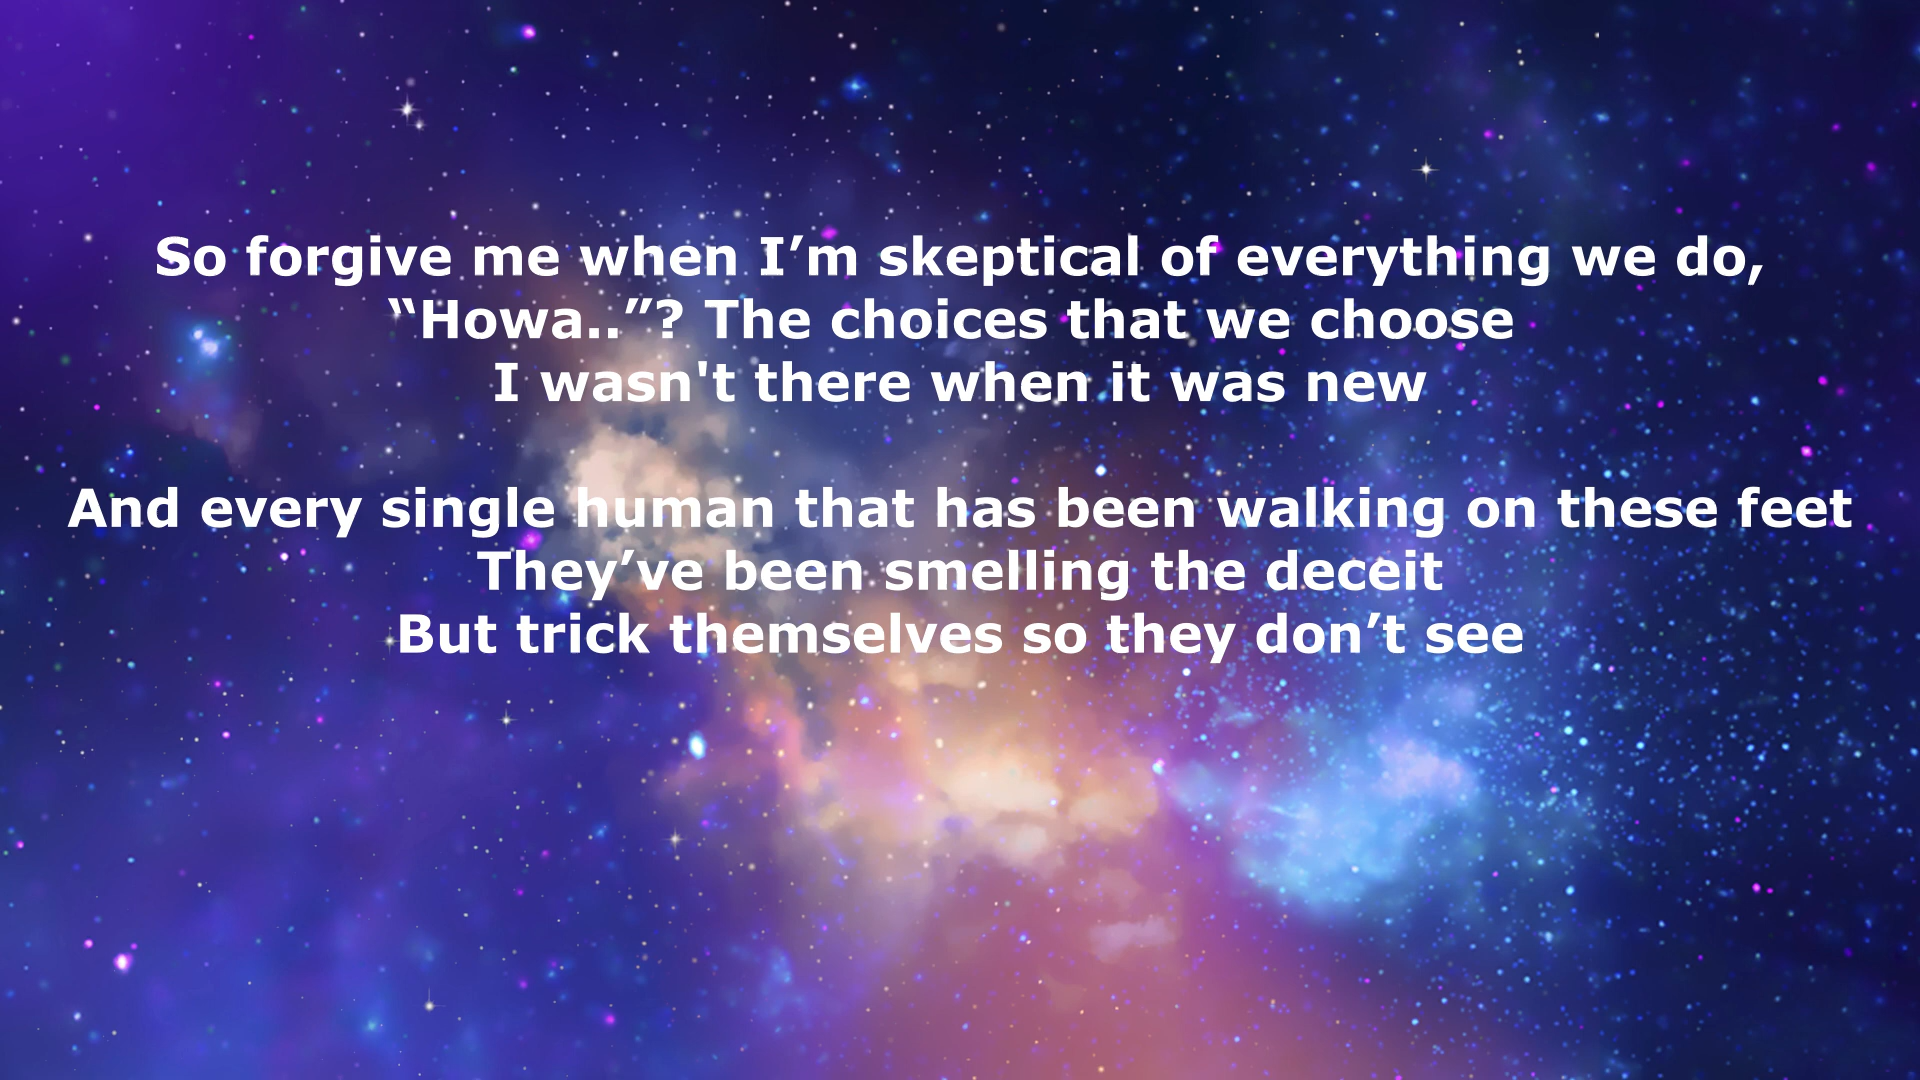 So forgive me when I’m skeptical of everything we do,
“Howa..”? The choices that we choose
I wasn't there when it was new
And every single human that has been walking on these feet
They’ve been smelling the deceit
But trick themselves so they don’t see